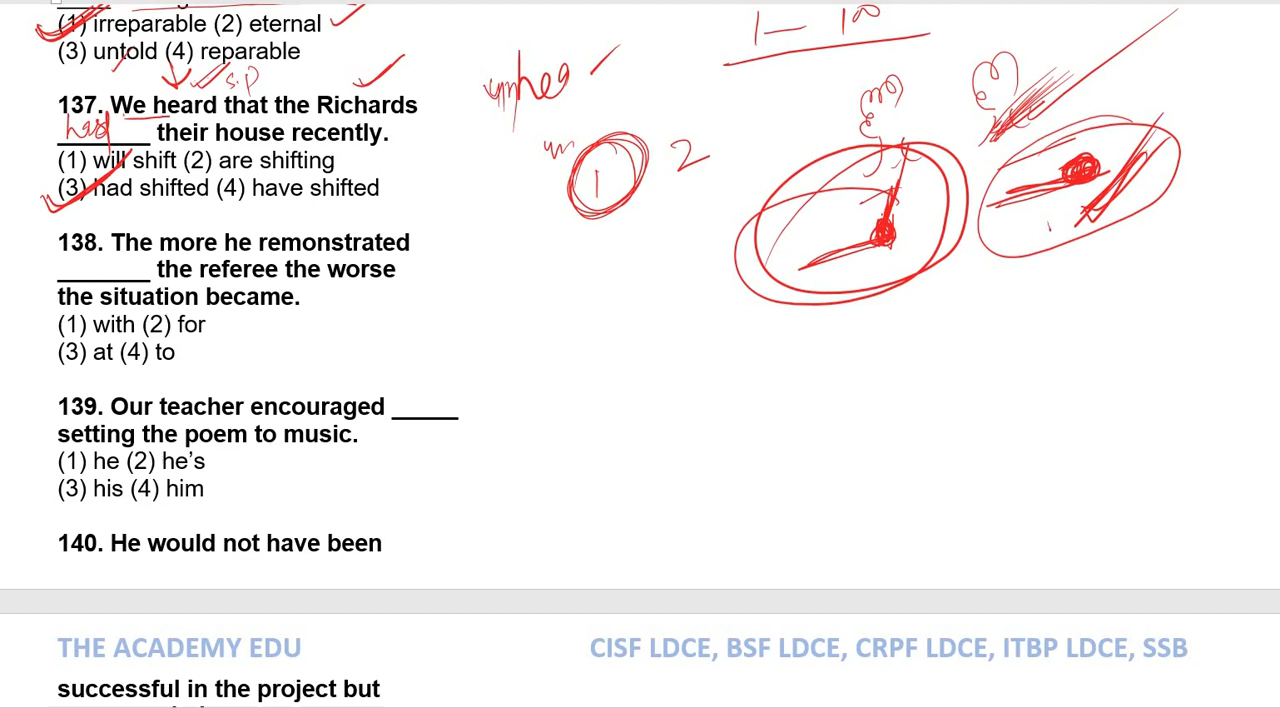 (1) irreparable (2) eternal
(3) untold (4) reparable
s.p
137. We heard that the Richards
had ______ their house recently.
(1) will shift (2) are shifting
(3) had shifted (4) have shifted
138. The more he remonstrated
_______ the referee the worse
the situation became.
(1) with (2) for
(3) at (4) to
139. Our teacher encouraged _____
setting the poem to music.
(1) he (2) he’s
(3) his (4) him
140. He would not have been
1 — 100
1 2
THE ACADEMY EDU CISF LDCE, BSF LDCE, CRPF LDCE, ITBP LDCE, SSB
successful in the project but